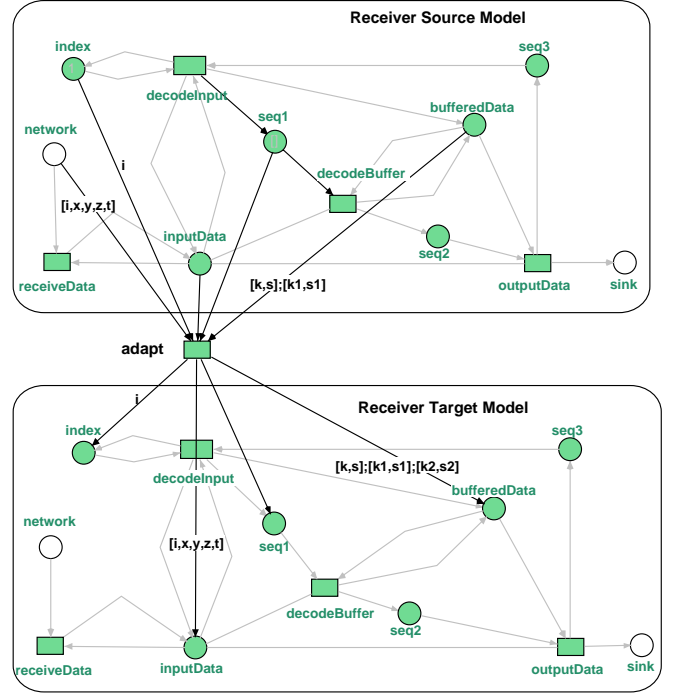 Receiver Source Model
index
seq3
decodeInput
bufferedData
seq1
network
i
decodeBuffer
[i,x,y,z,t]
inputData
seq2
receiveData
[k,s];[k1,s1]
outputData
sink
adapt
i
Receiver Target Model
index
seq3
[k,s];[k1,s1];[k2,s2]
decodeInput
bufferedData
network
[i,x,y,z,t]
seq1
decodeBuffer
seq2
receiveData
inputData
outputData
sink